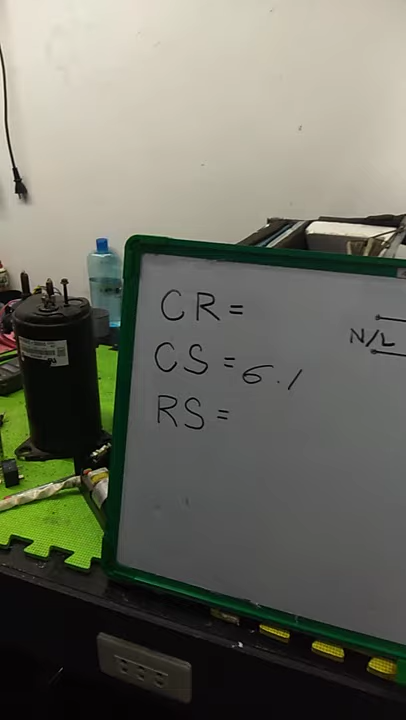 CR=
CS=6.1
RS=
N/L